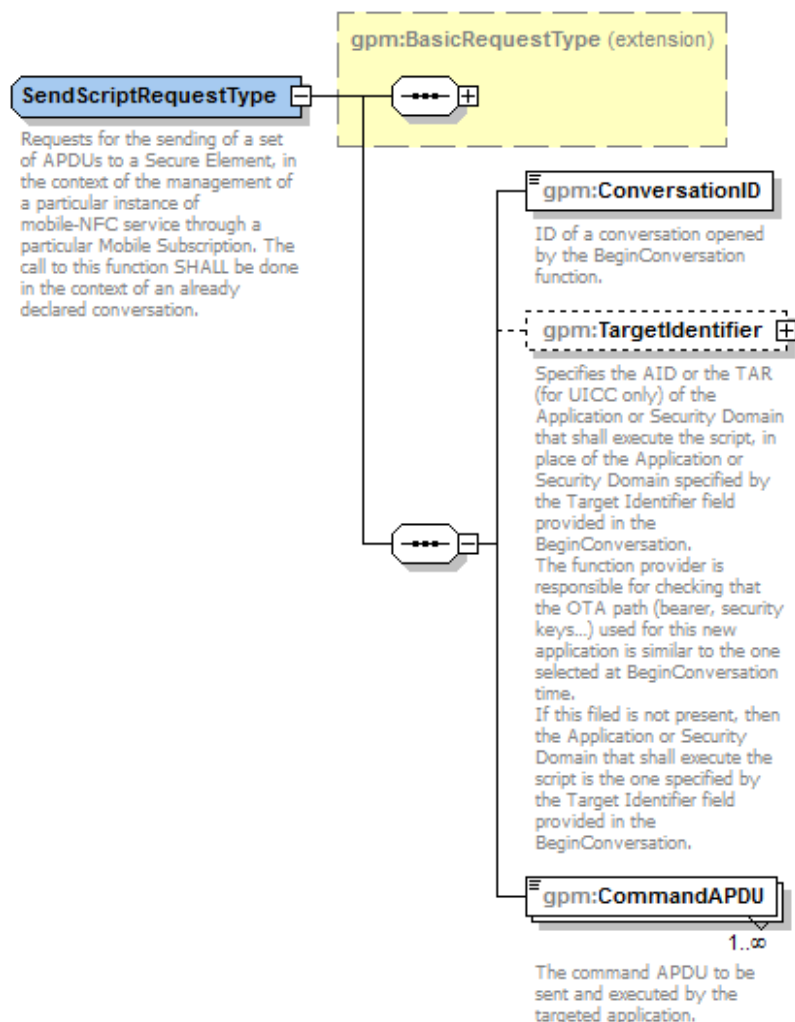 gpm:BasicRequestType (extension)
SendScriptRequestType
Requests for the sending of a set
of APDUs to a Secure Element, in
the context of the management of
a particular instance of
mobile-NFC service through a
particular Mobile Subscription. The
call to this function SHALL be done
in the context of an already
declared conversation.
gpm:ConversationID
ID of a conversation opened
by the BeginConversation
function.
gpm:TargetIdentifier
Specifies the AID or the TAR
(for UICC only) of the
Application or Security Domain
that shall execute the script, in
place of the Application or
Security Domain specified by
the Target Identifier field
provided in the
BeginConversation.
The function provider is
responsible for checking that
the OTA path (bearer, security
keys...) used for this new
application is similar to the one
selected at BeginConversation
time.
If this filed is not present, then
the Application or Security
Domain that shall execute the
script is the one specified by
the Target Identifier field
provided in the
BeginConversation.
gpm:CommandAPDU
1..∞
The command APDU to be
sent and executed by the
targeted application.